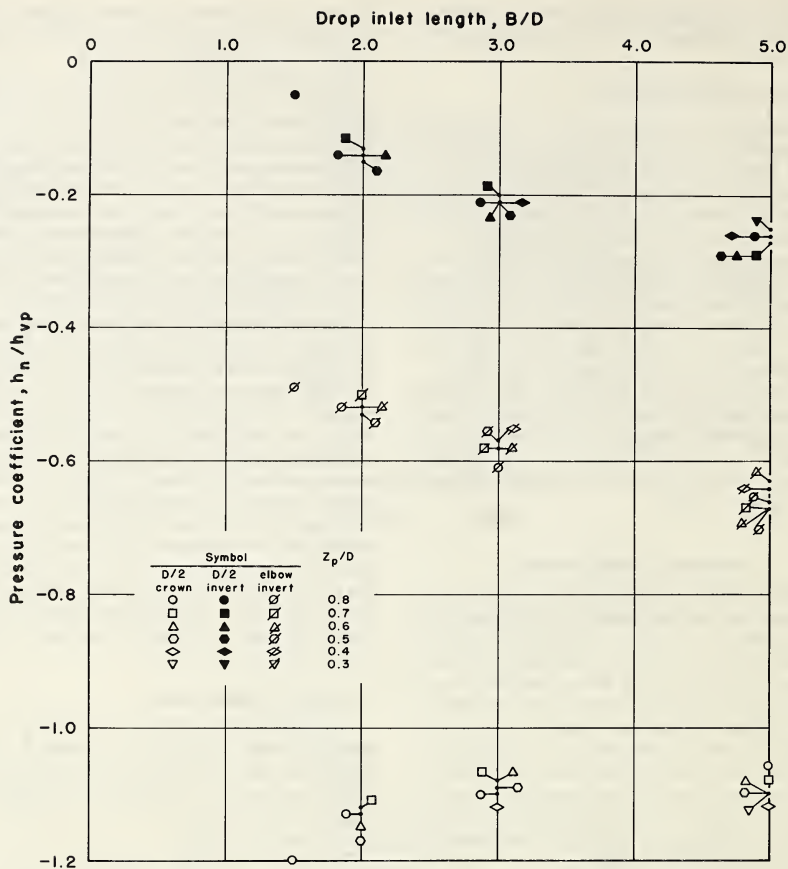 Drop inlet length, B/D
0 1.0 2.0 3.0 4.0 5.0
0
-0.2
-0.4
-0.6
-0.8
-1.0
-1.2
Pressure coefficient, hn/hvp
Symbol Zp/D
D/2 crown D/2 invert elbow invert
0.8
0.7
0.6
0.5
0.4
0.3